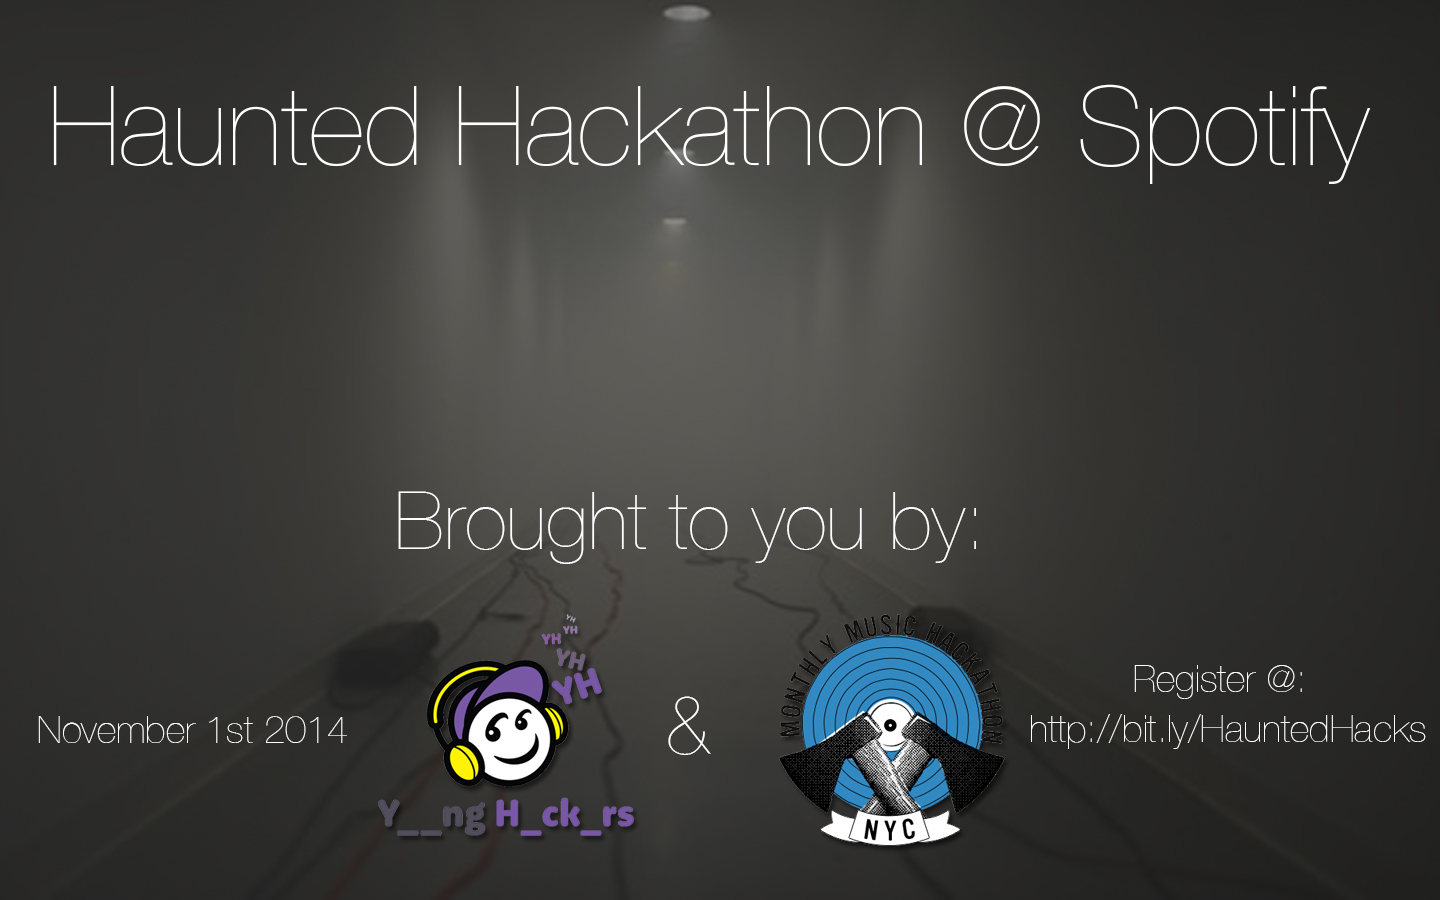 Haunted Hackathon @ Spotify
Brought to you by:
November 1st 2014
YH
YH
YH
YH
YH
Y__ng H_ck_rs
&
MONTHLY MUSIC HACKATHON
NYC
Register @:
http://bit.ly/HauntedHacks